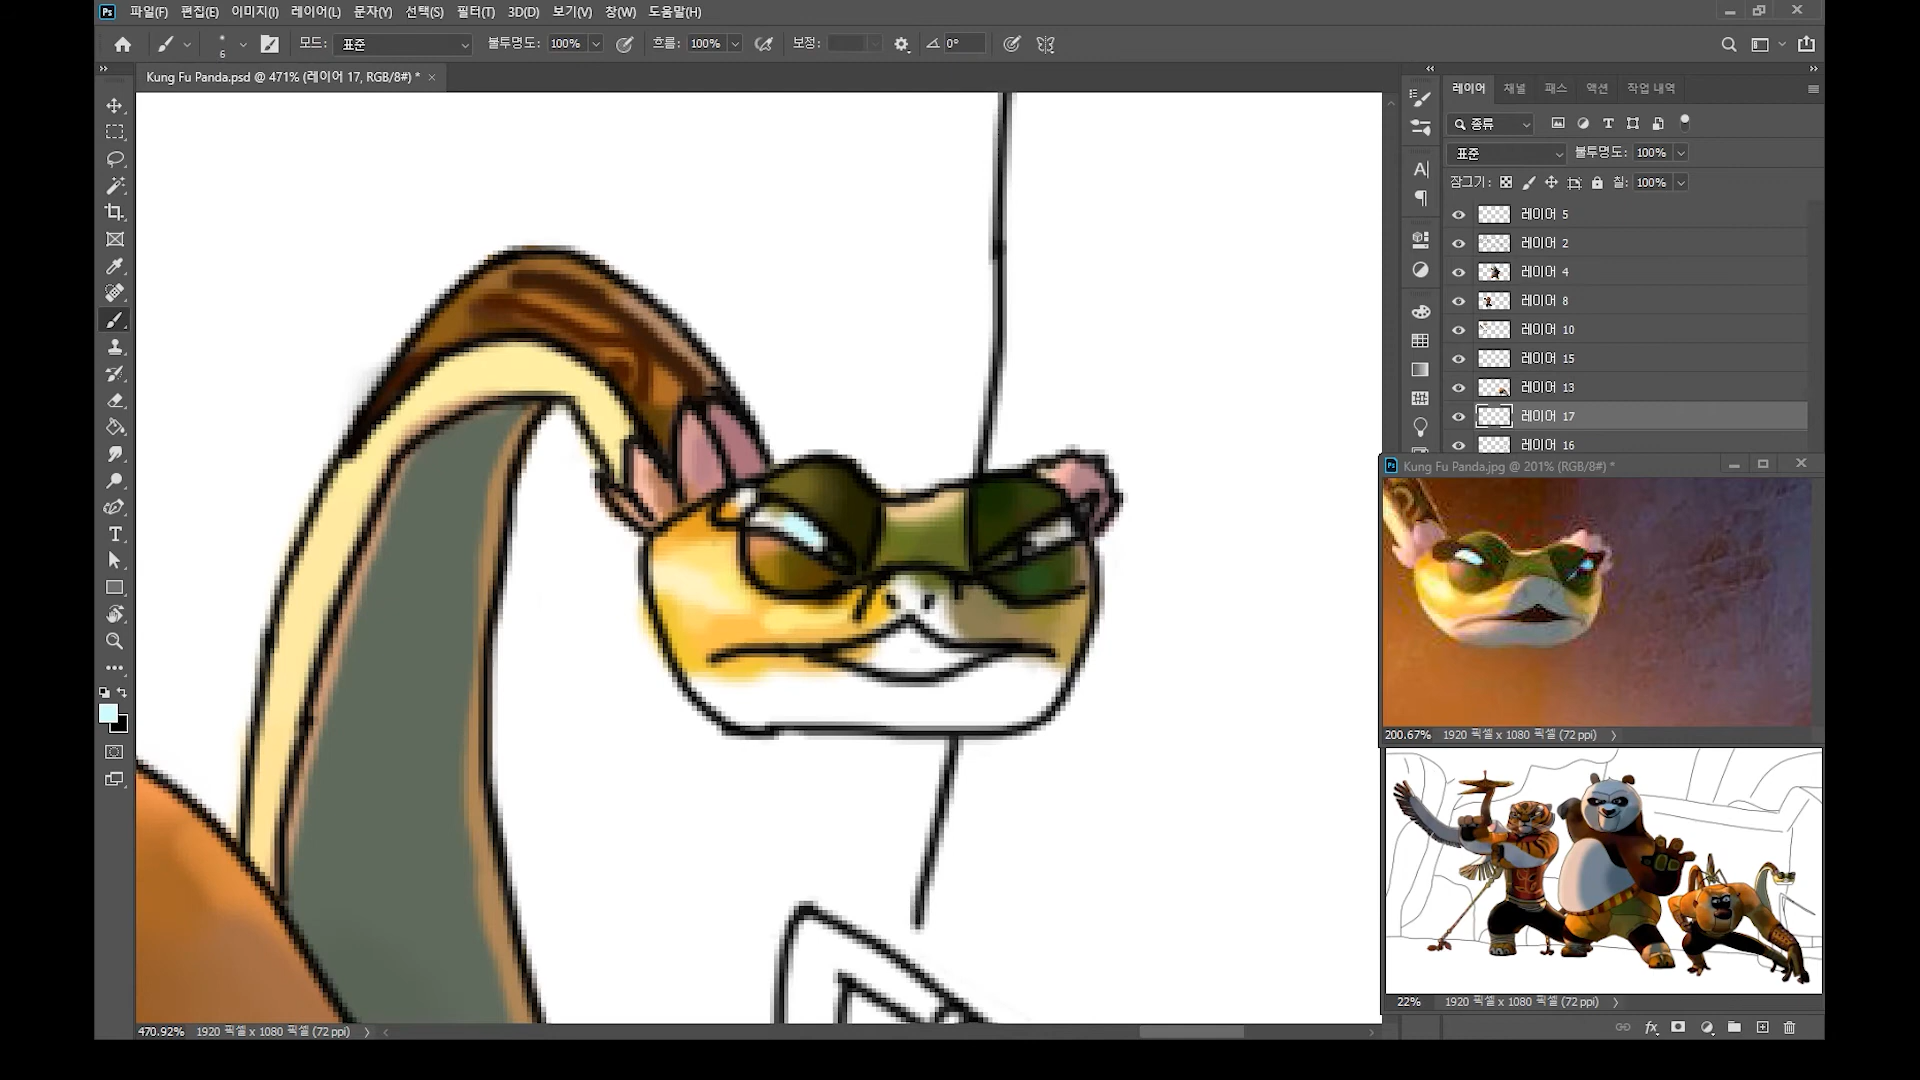 Ps 파일(F) 편집(E) 이미지(I) 레이어(L) 문자(Y) 선택(S) 필터(T) 3D(D) 보기(V) 창(W) 도움말(H)
6 모드: 표준 불투명도: 100% 흐름: 100% 보정: 0°
Kung Fu Panda.psd @ 471% (레이어 17, RGB/8#) * ×
레이어 채널 패스 액션 작업 내역
종류
표준 불투명도: 100%
잠그기: 칠: 100%
레이어 5
레이어 2
레이어 4
레이어 8
레이어 10
레이어 15
레이어 13
레이어 17
레이어 16
Ps Kung Fu Panda.jpg @ 201% (RGB/8#) *
200.67% 1920 픽셀 x 1080 픽셀 (72 ppi)
22% 1920 픽셀 x 1080 픽셀 (72 ppi)
470.92% 1920 픽셀 x 1080 픽셀 (72 ppi)
fx